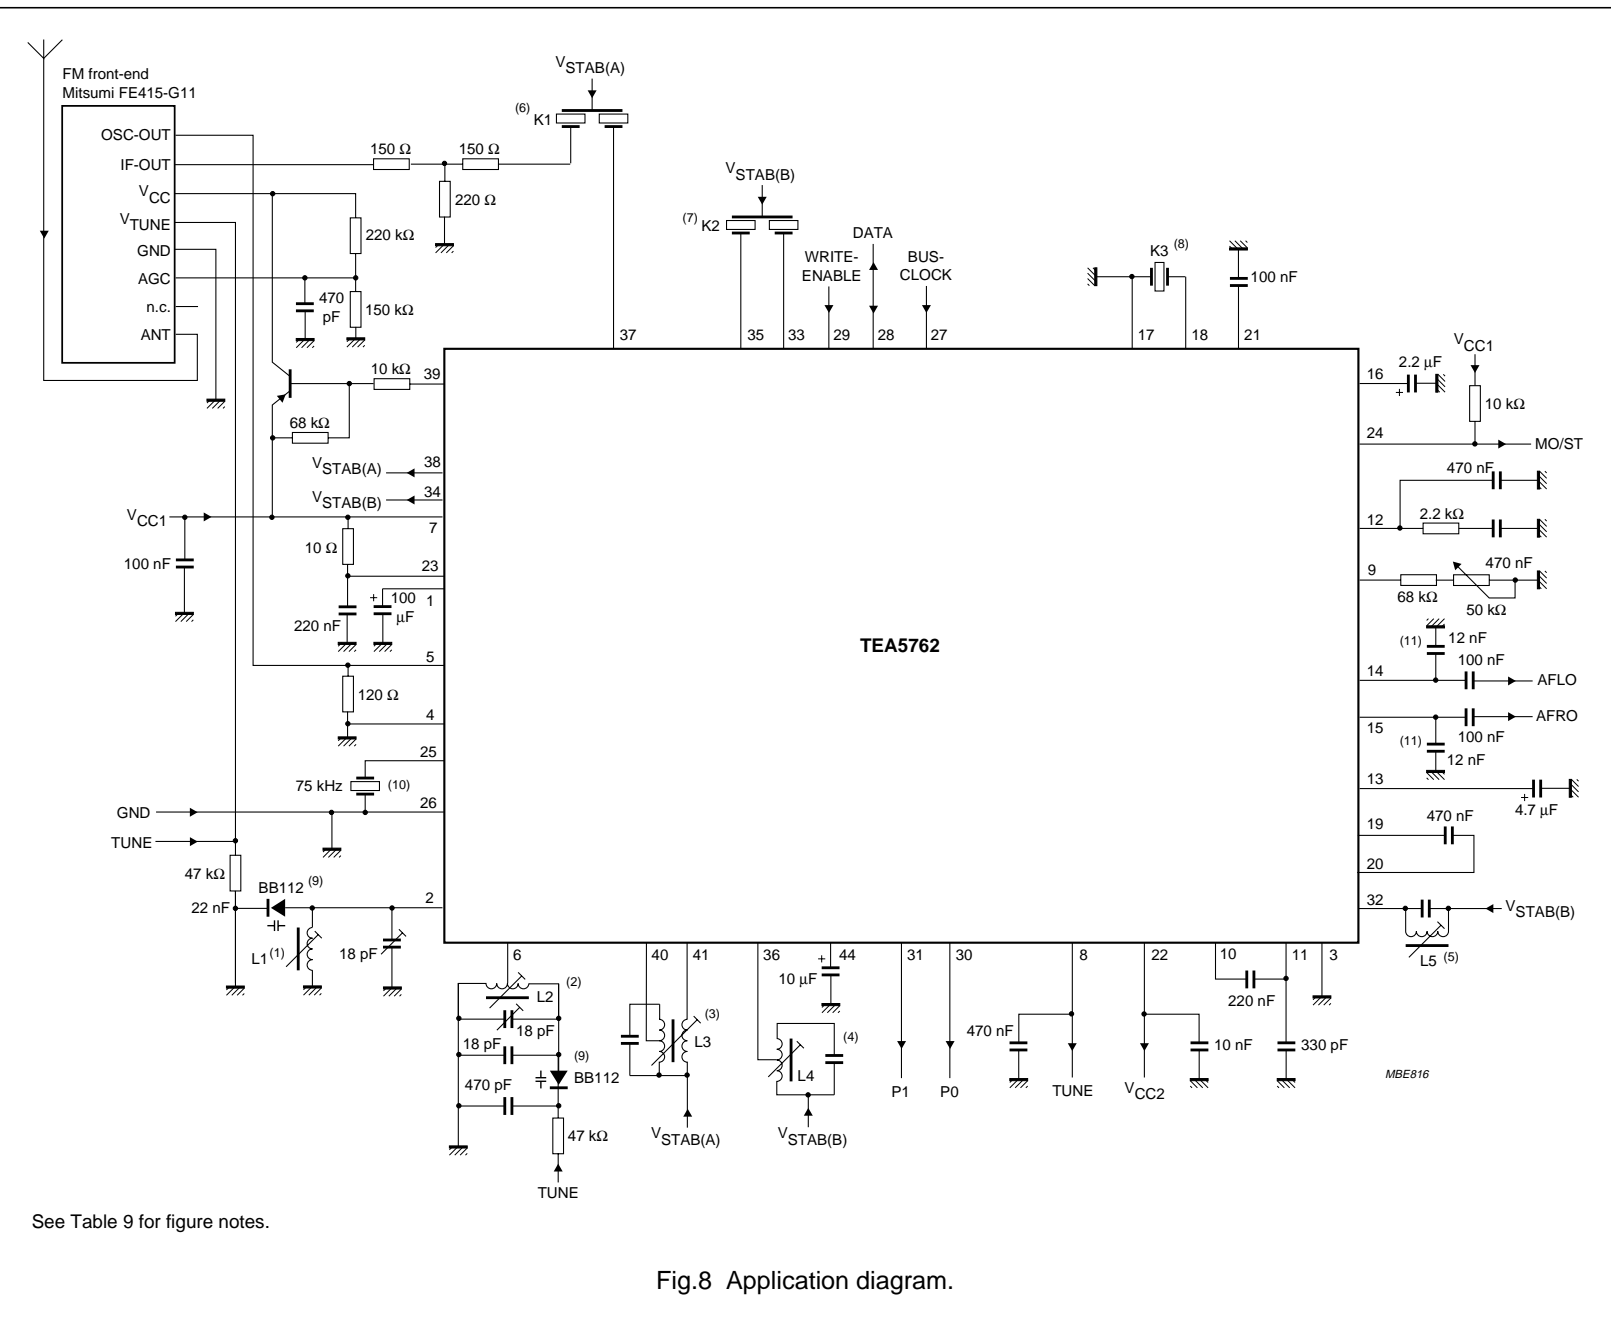 FM front-end
Mitsumi FE415-G11
OSC-OUT
IF-OUT
VCC
VTUNE
GND
AGC
n.c.
ANT
150 Ω
150 Ω
220 Ω
220 kΩ
470 pF
150 kΩ
VSTAB(A)
(6) K1
VSTAB(B)
(7) K2
DATA
WRITE-ENABLE
BUS-CLOCK
K3 (8)
100 nF
37
35
33
29
28
27
17
18
21
10 kΩ
39
68 kΩ
VSTAB(A)
38
VSTAB(B)
34
VCC1
7
10 Ω
100 nF
23
1
+ 100 µF
220 nF
5
120 Ω
4
25
75 kHz (10)
26
GND
TUNE
47 kΩ
BB112 (9)
22 nF
2
L1 (1)
18 pF
TEA5762
16
2.2 µF
+
VCC1
10 kΩ
24
MO/ST
470 nF
12
2.2 kΩ
470 nF
9
68 kΩ
50 kΩ
(11) 12 nF
100 nF
14
AFLO
15
AFRO
100 nF
(11)
12 nF
13
+
4.7 µF
470 nF
19
20
32
VSTAB(B)
L5 (5)
6
40
41
36
44
31
30
8
22
10
11
3
(2)
L2
18 pF
18 pF
(9)
BB112
470 pF
47 kΩ
TUNE
(3)
L3
VSTAB(A)
+
10 µF
(4)
L4
VSTAB(B)
P1
P0
470 nF
TUNE
VCC2
10 nF
220 nF
330 pF
MBE816
See Table 9 for figure notes.
Fig.8 Application diagram.